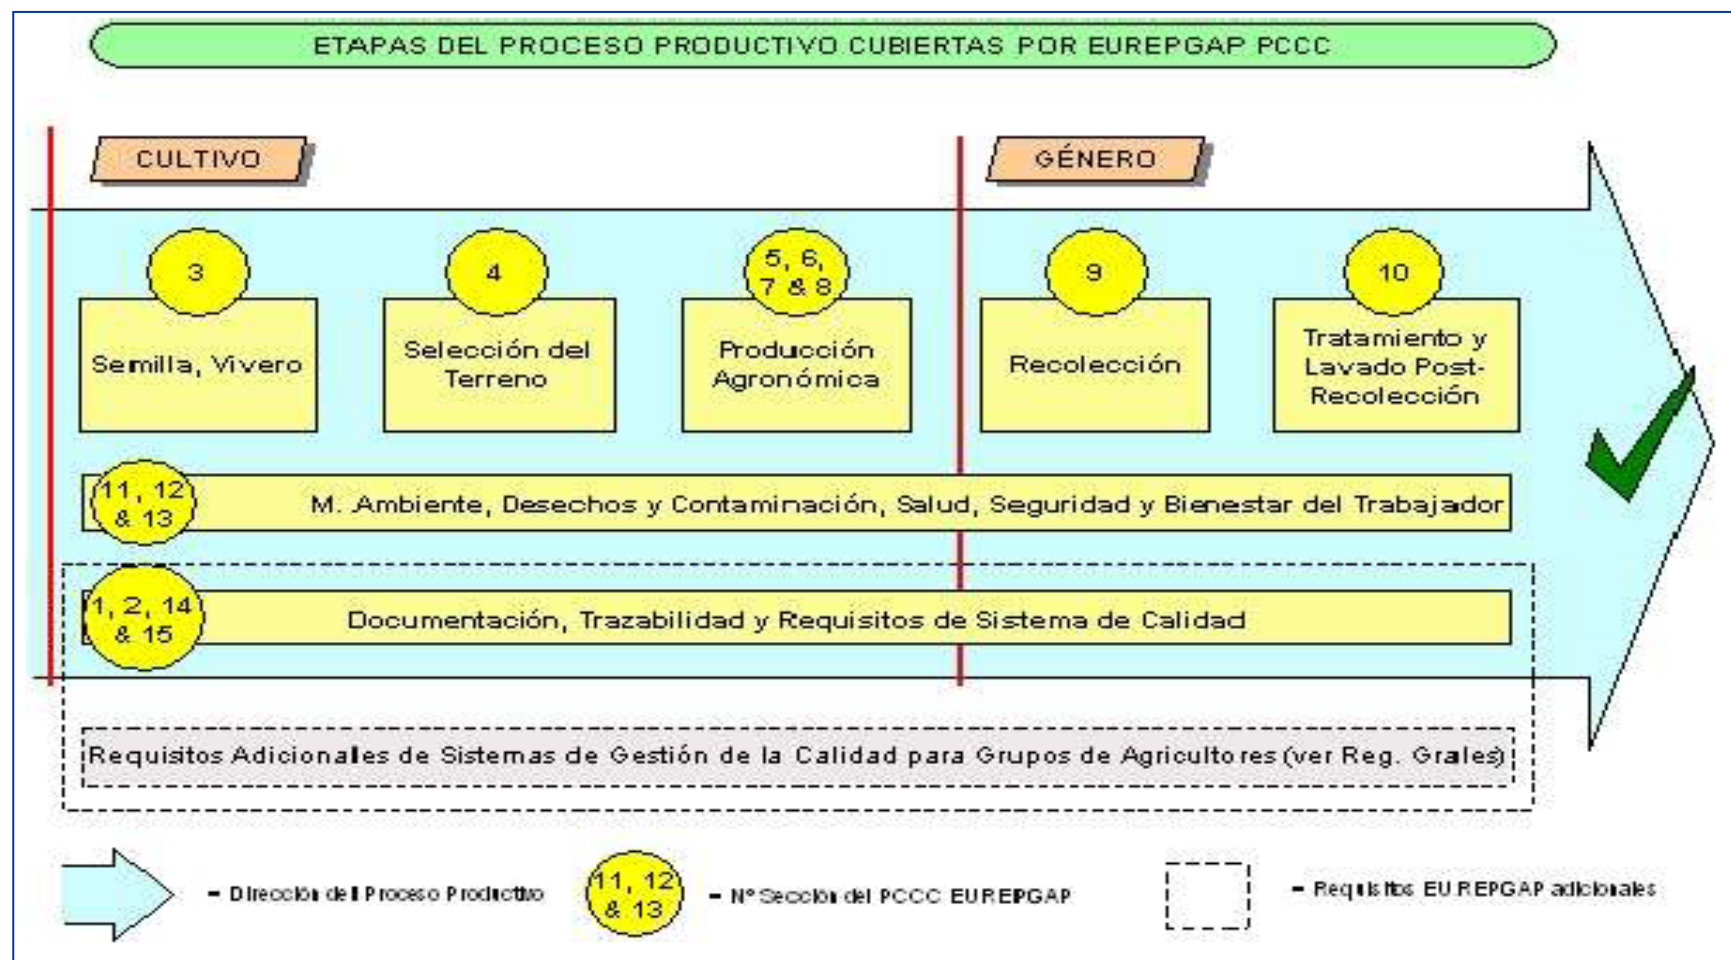 ETAPAS DEL PROCESO PRODUCTIVO CUBIERTAS POR EUREPGAP PCCC
CULTIVO
GÉNERO
3
4
5, 6,
7 & 8
9
10
Semilla, Vivero
Selección del
Terreno
Producción
Agronómica
Recolección
Tratamiento y
Lavado Post-
Recolección
11, 12
& 13
M. Ambiente, Desechos y Contaminación, Salud, Seguridad y Bienestar del Trabajador
1, 2, 14
& 15
Documentación, Trazabilidad y Requisitos de Sistema de Calidad
Requisitos Adicionales de Sistemas de Gestión de la Calidad para Grupos de Agricultores (ver Reg. Grales)
= Dirección del Proceso Productivo
11, 12
& 13
= Nº Sección del PCCC EUREPGAP
= Requisitos EUREPGAP adicionales